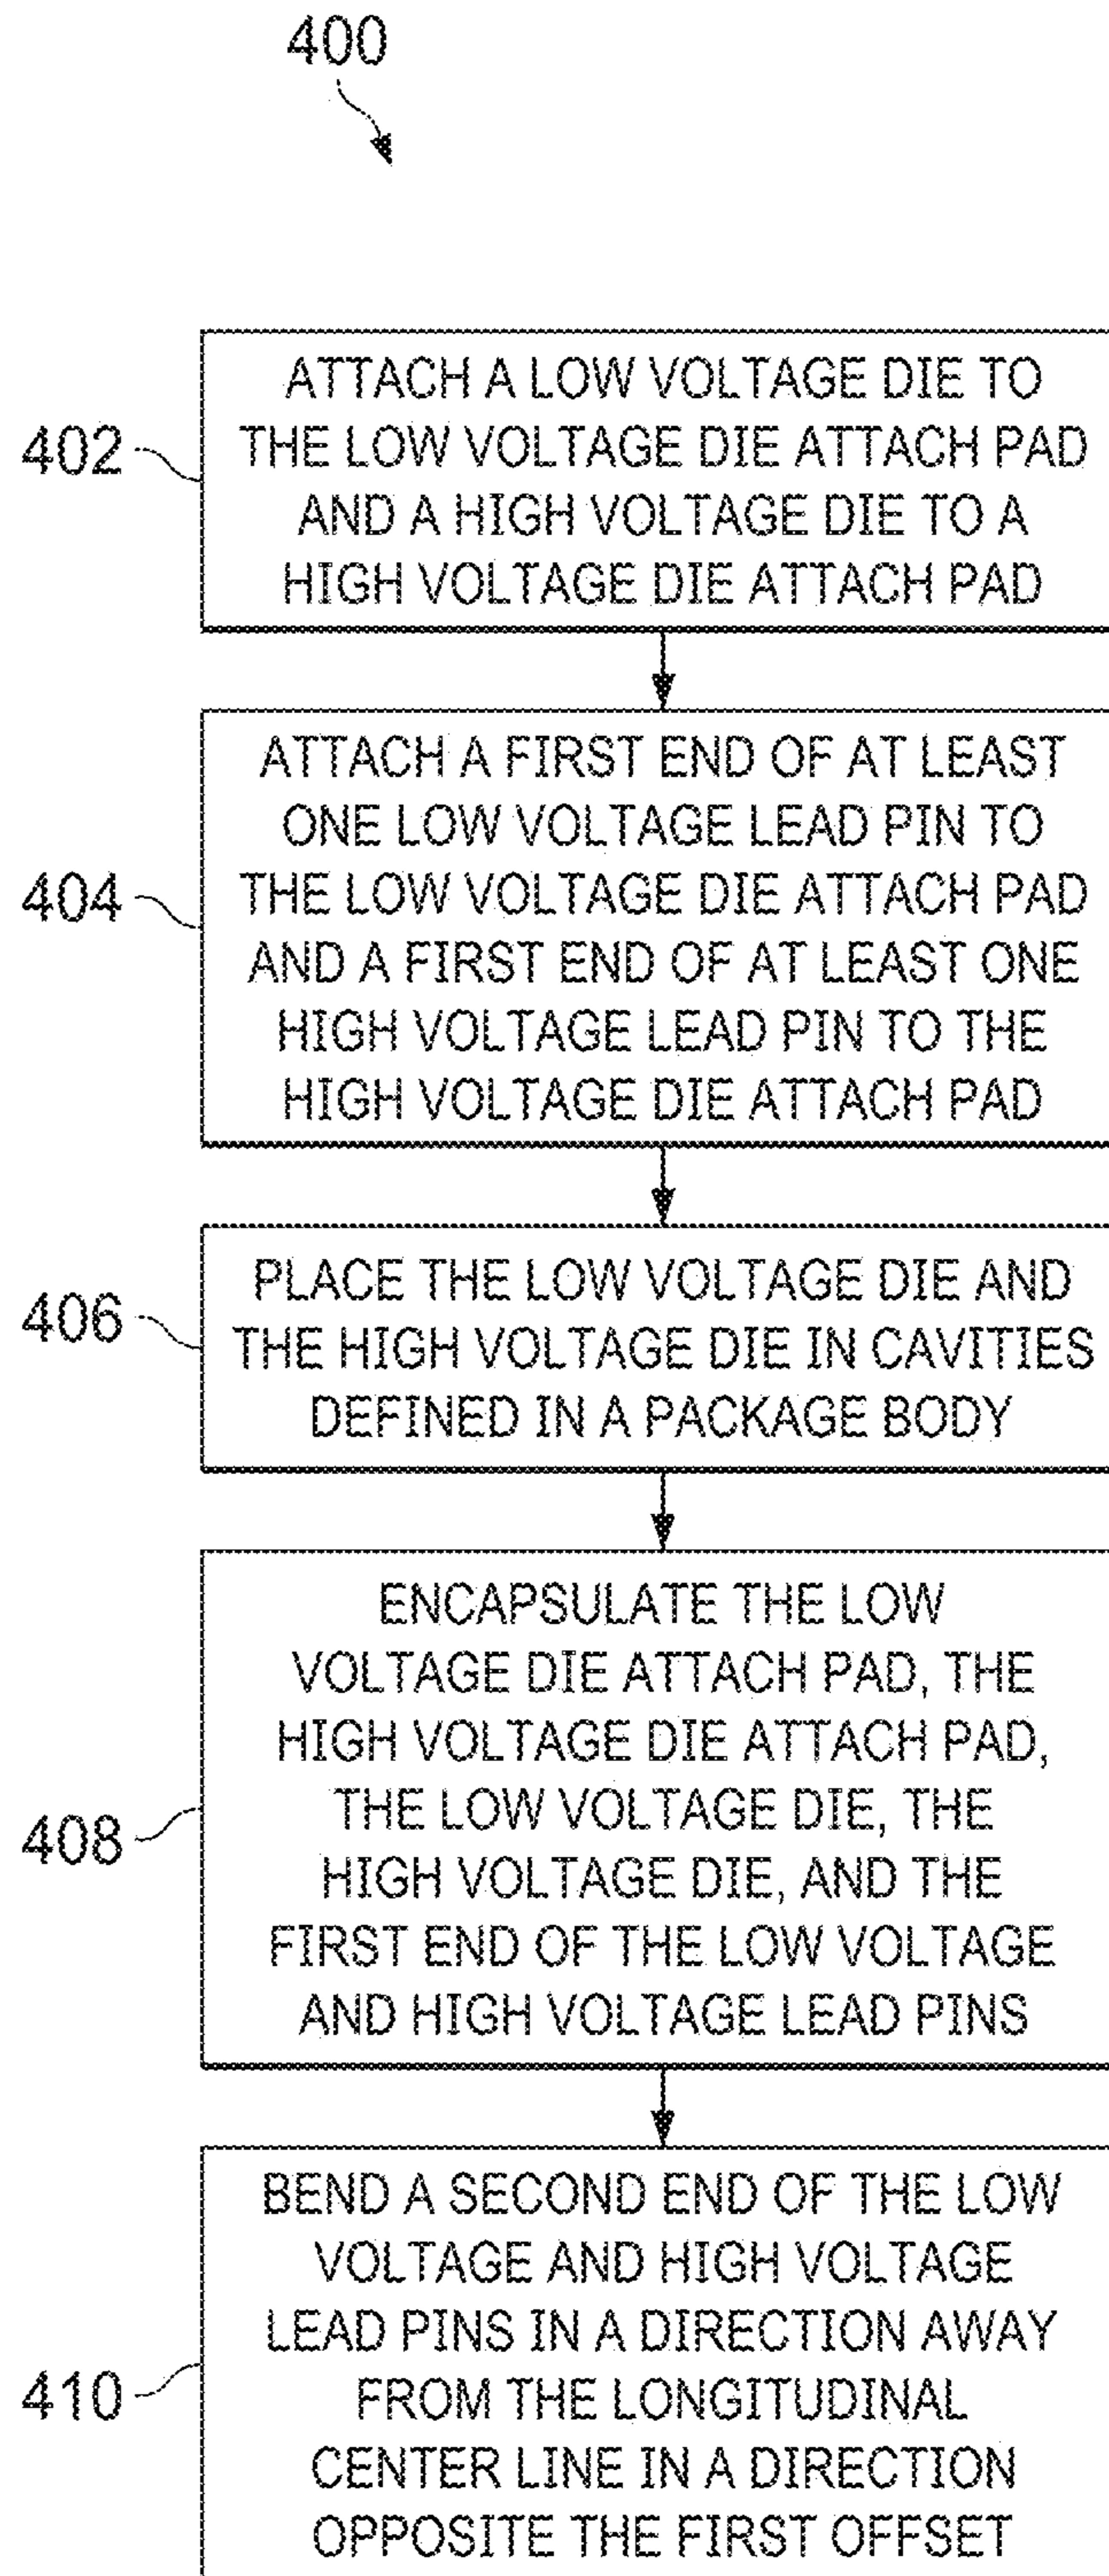 400
402
ATTACH A LOW VOLTAGE DIE TO
THE LOW VOLTAGE DIE ATTACH PAD
AND A HIGH VOLTAGE DIE TO A
HIGH VOLTAGE DIE ATTACH PAD
404
ATTACH A FIRST END OF AT LEAST
ONE LOW VOLTAGE LEAD PIN TO
THE LOW VOLTAGE DIE ATTACH PAD
AND A FIRST END OF AT LEAST ONE
HIGH VOLTAGE LEAD PIN TO THE
HIGH VOLTAGE DIE ATTACH PAD
406
PLACE THE LOW VOLTAGE DIE AND
THE HIGH VOLTAGE DIE IN CAVITIES
DEFINED IN A PACKAGE BODY
408
ENCAPSULATE THE LOW
VOLTAGE DIE ATTACH PAD, THE
HIGH VOLTAGE DIE ATTACH PAD,
THE LOW VOLTAGE DIE, THE
HIGH VOLTAGE DIE, AND THE
FIRST END OF THE LOW VOLTAGE
AND HIGH VOLTAGE LEAD PINS
410
BEND A SECOND END OF THE LOW
VOLTAGE AND HIGH VOLTAGE
LEAD PINS IN A DIRECTION AWAY
FROM THE LONGITUDINAL
CENTER LINE IN A DIRECTION
OPPOSITE THE FIRST OFFSET